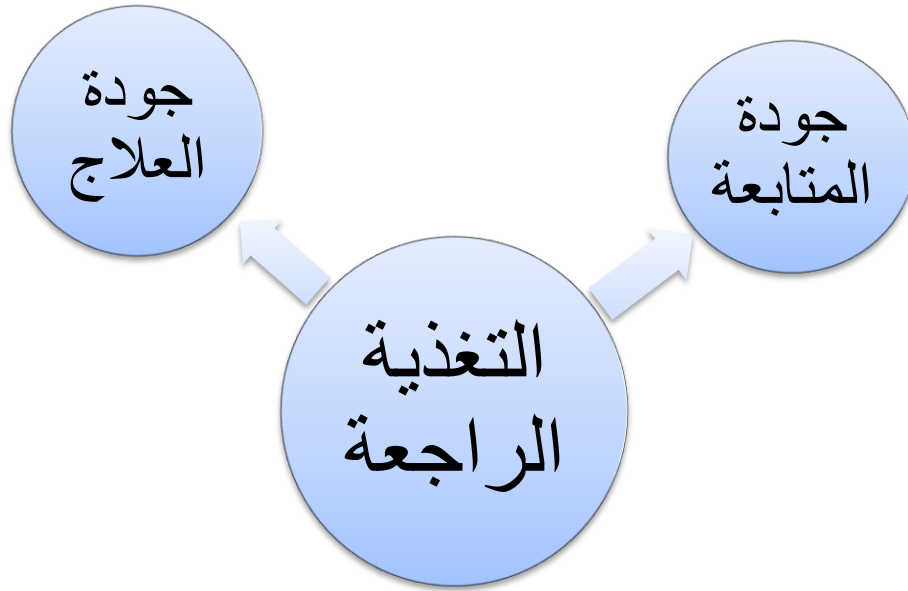 جودة
المتابعة
جودة
العلاج
التغذية
الراجعة